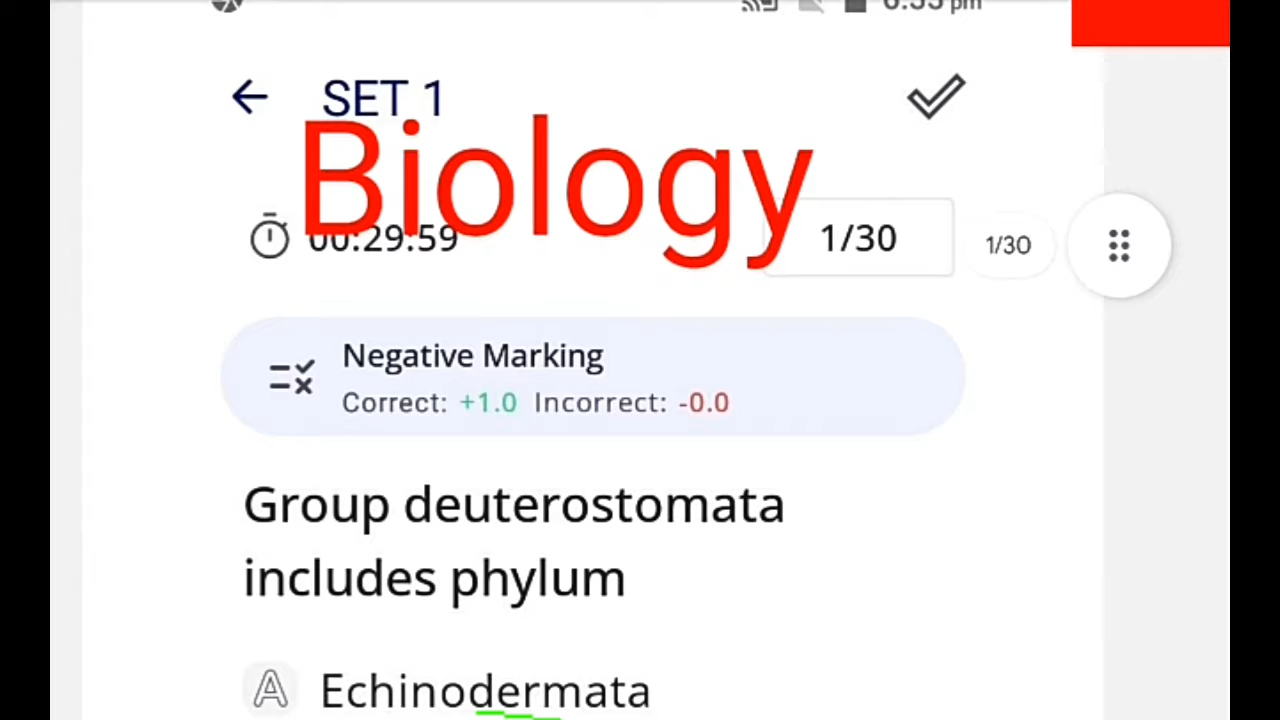 SET 1
Biology
00:29:59
1/30
1/30
Negative Marking
Correct: +1.0 Incorrect: -0.0
Group deuterostomata
includes phylum
A Echinodermata